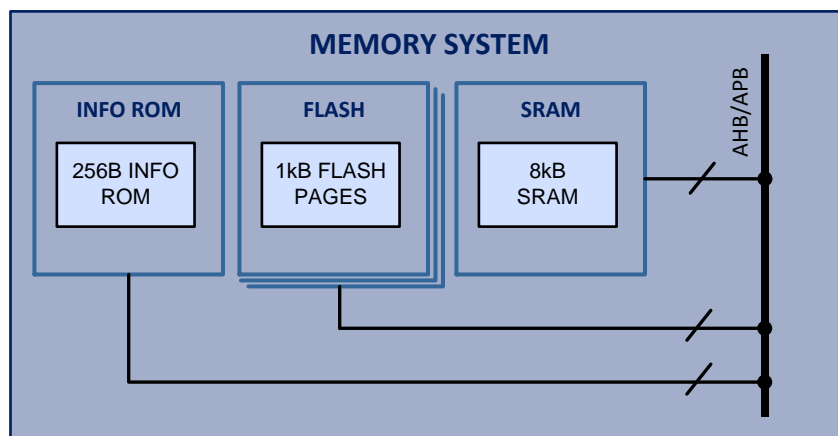 MEMORY SYSTEM
INFO ROM
256B INFO
ROM
FLASH
1kB FLASH
PAGES
SRAM
8kB
SRAM
AHB/APB